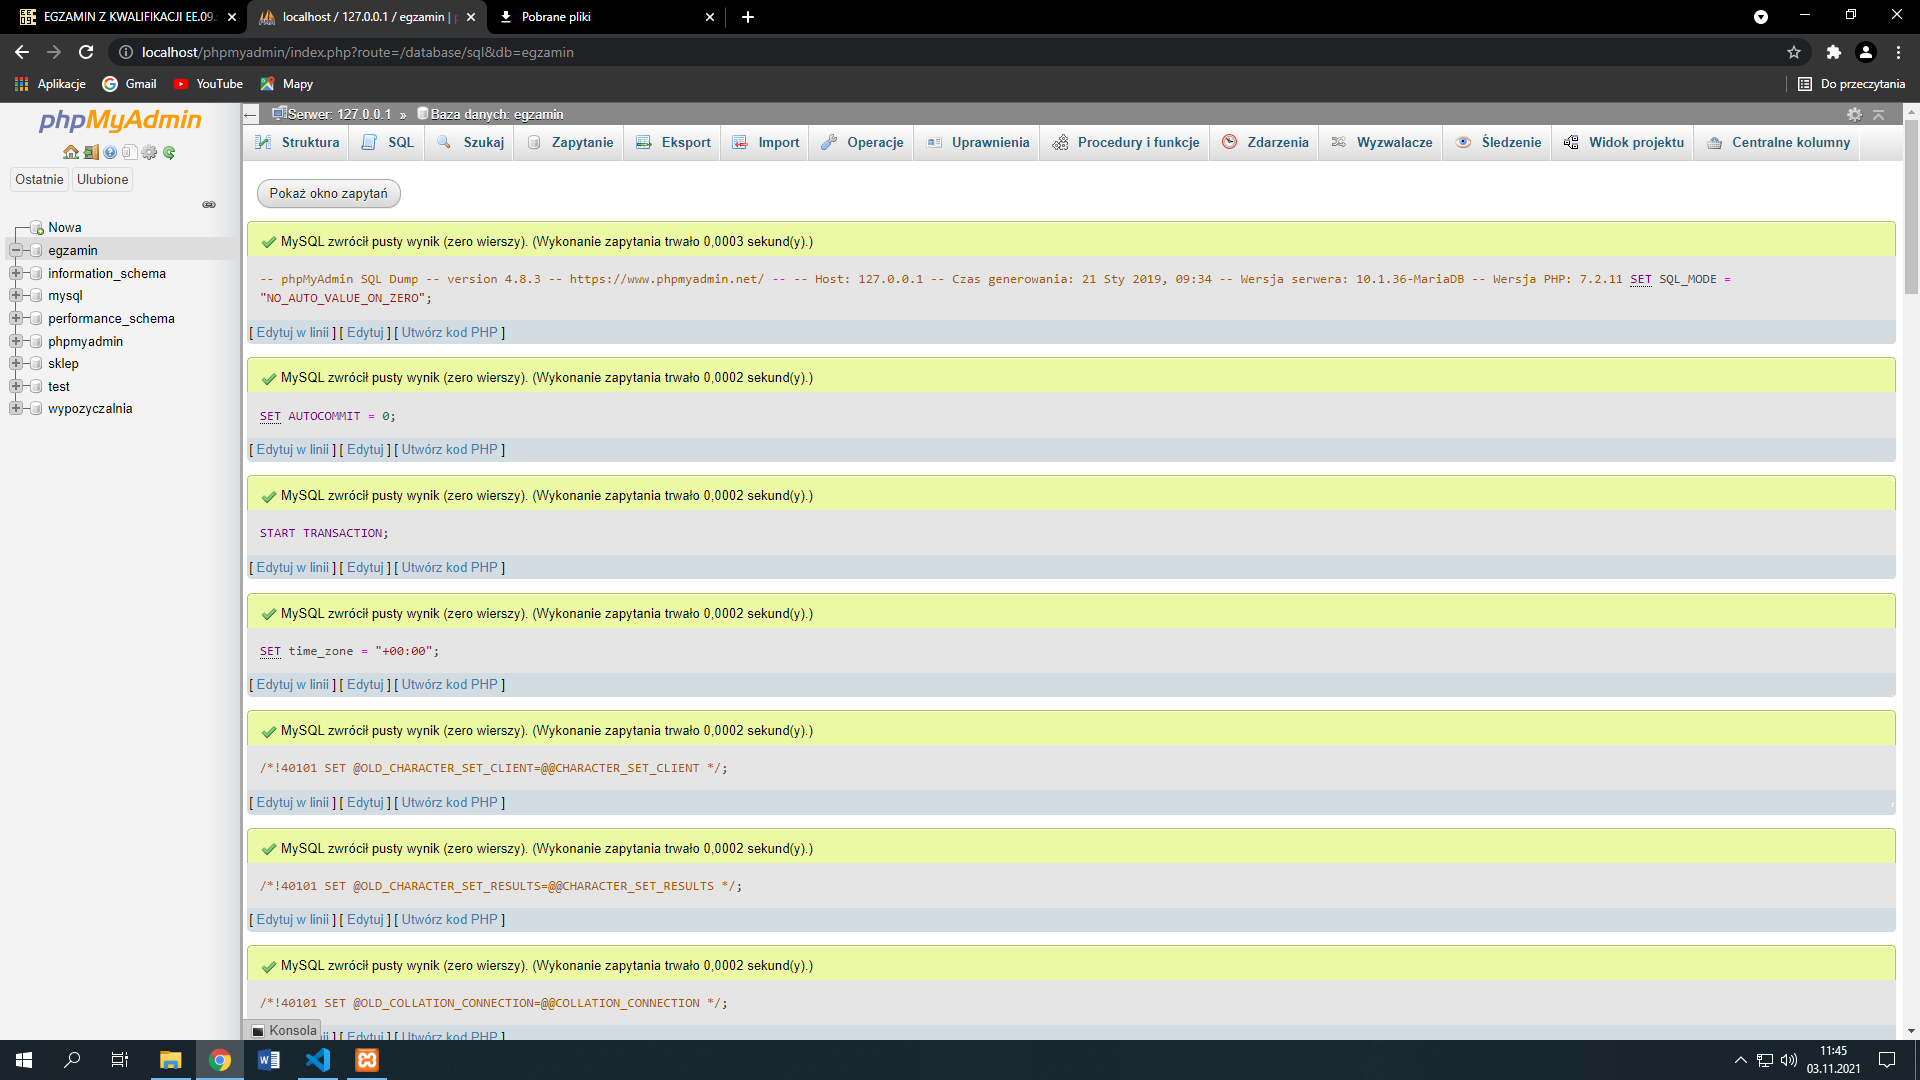 EGZAMIN Z KWALIFIKACJI EE.09
localhost / 127.0.0.1 / egzamin |
Pobrane pliki
localhost/phpmyadmin/index.php?route=/database/sql&db=egzamin
Aplikacje
Gmail
YouTube
Mapy
Do przeczytania
phpMyAdmin
Ostatnie
Ulubione
Nowa
egzamin
information_schema
mysql
performance_schema
phpmyadmin
sklep
test
wypozyczalnia
Serwer: 127.0.0.1 » Baza danych: egzamin
Struktura
SQL
Szukaj
Zapytanie
Eksport
Import
Operacje
Uprawnienia
Procedury i funkcje
Zdarzenia
Wyzwalacze
Śledzenie
Widok projektu
Centralne kolumny
Pokaż okno zapytań
MySQL zwrócił pusty wynik (zero wierszy). (Wykonanie zapytania trwało 0,0003 sekund(y).)
-- phpMyAdmin SQL Dump -- version 4.8.3 -- https://www.phpmyadmin.net/ -- -- Host: 127.0.0.1 -- Czas generowania: 21 Sty 2019, 09:34 -- Wersja serwera: 10.1.36-MariaDB -- Wersja PHP: 7.2.11 SET SQL_MODE =
"NO_AUTO_VALUE_ON_ZERO";
[ Edytuj w linii ] [ Edytuj ] [ Utwórz kod PHP ]
MySQL zwrócił pusty wynik (zero wierszy). (Wykonanie zapytania trwało 0,0002 sekund(y).)
SET AUTOCOMMIT = 0;
[ Edytuj w linii ] [ Edytuj ] [ Utwórz kod PHP ]
MySQL zwrócił pusty wynik (zero wierszy). (Wykonanie zapytania trwało 0,0002 sekund(y).)
START TRANSACTION;
[ Edytuj w linii ] [ Edytuj ] [ Utwórz kod PHP ]
MySQL zwrócił pusty wynik (zero wierszy). (Wykonanie zapytania trwało 0,0002 sekund(y).)
SET time_zone = "+00:00";
[ Edytuj w linii ] [ Edytuj ] [ Utwórz kod PHP ]
MySQL zwrócił pusty wynik (zero wierszy). (Wykonanie zapytania trwało 0,0002 sekund(y).)
/*!40101 SET @OLD_CHARACTER_SET_CLIENT=@@CHARACTER_SET_CLIENT */;
[ Edytuj w linii ] [ Edytuj ] [ Utwórz kod PHP ]
MySQL zwrócił pusty wynik (zero wierszy). (Wykonanie zapytania trwało 0,0002 sekund(y).)
/*!40101 SET @OLD_CHARACTER_SET_RESULTS=@@CHARACTER_SET_RESULTS */;
[ Edytuj w linii ] [ Edytuj ] [ Utwórz kod PHP ]
MySQL zwrócił pusty wynik (zero wierszy). (Wykonanie zapytania trwało 0,0002 sekund(y).)
/*!40101 SET @OLD_COLLATION_CONNECTION=@@COLLATION_CONNECTION */;
Konsola
] [ Edytuj ] [ Utwórz kod PHP ]
11:45
03.11.2021